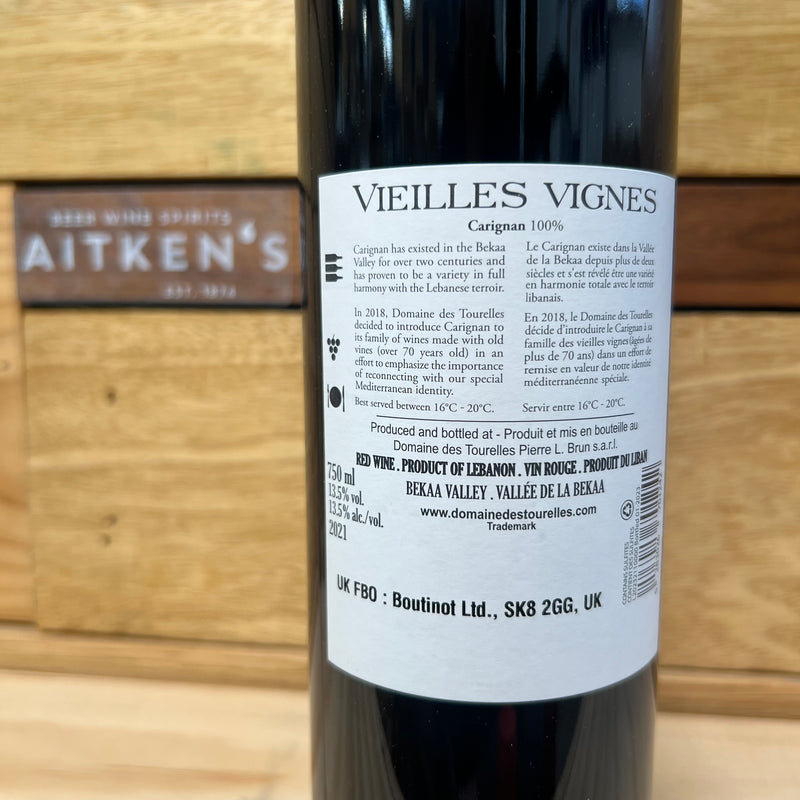 BEER WINE SPIRITS
AITKEN'S
EST. 1874
VIEILLES VIGNES
Carignan 100%
Carignan has existed in the Bekaa
Valley for over two centuries and
has proven to be a variety in full
harmony with the Lebanese terroir.
In 2018, Domaine des Tourelles
decided to introduce Carignan to
its family of wines made with old
vines (over 70 years old) in an
effort to emphasize the importance
of reconnecting with our special
Mediterranean identity.
Best served between 16°C - 20°C.
Le Carignan existe dans la Vallée
de la Bekaa depuis plus de deux
siècles et s'est révélé être une variété
en harmonie totale avec le terroir
libanais.
En 2018, le Domaine des Tourelles
décide d'introduire le Carignan à sa
famille des vieilles vignes (âgées de
plus de 70 ans) dans un effort de
remise en valeur de notre identité
méditerranéenne spéciale.
Servir entre 16°C - 20°C.
Produced and bottled at - Produit et mis en bouteille au
Domaine des Tourelles Pierre L. Brun s.a.r.l.
RED WINE . PRODUCT OF LEBANON . VIN ROUGE . PRODUIT DU LIBAN
BEKAA VALLEY . VALLÉE DE LA BEKAA
www.domainedestourelles.com
Trademark
750 ml
13.5% vol.
13.5% alc./vol.
2021
CONTAINS SULFITES
CONTIENT DES SULFITES
UK FBO : Boutinot Ltd., SK8 2GG, UK